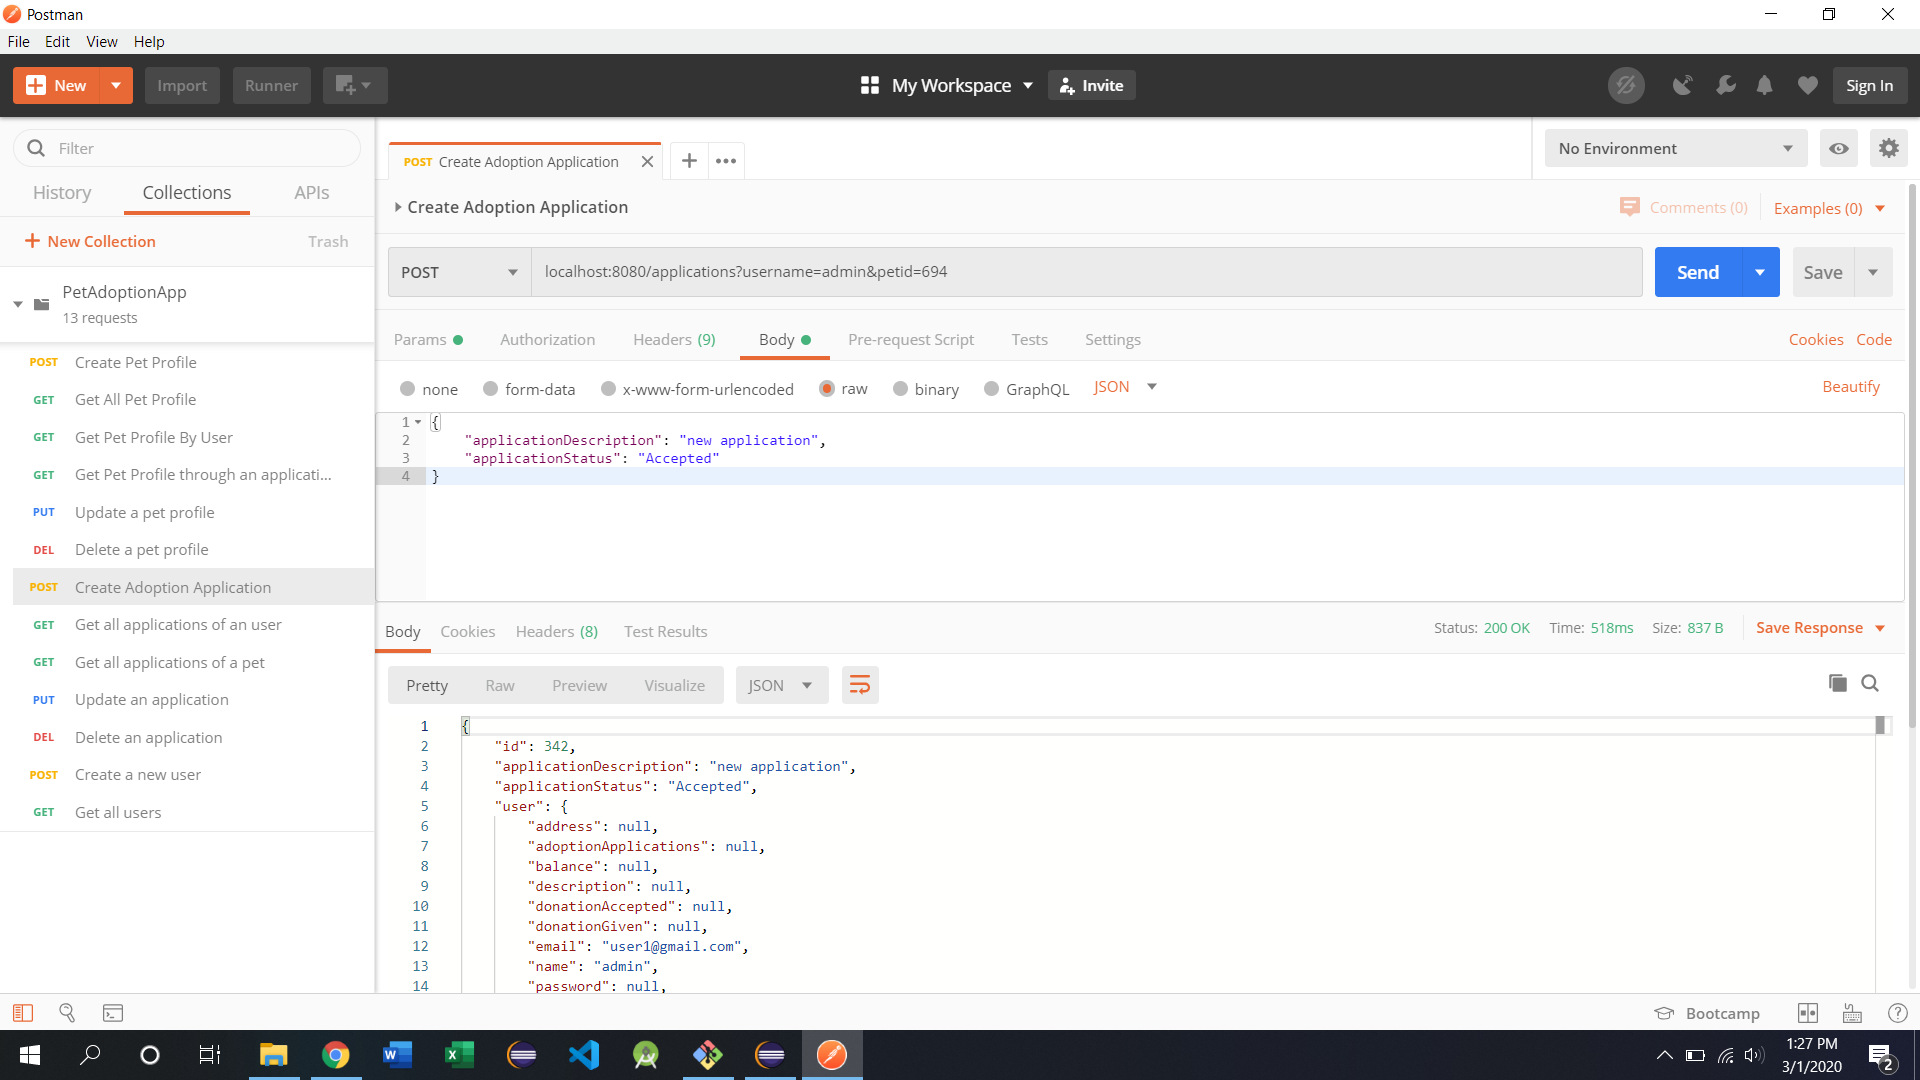 Postman
File Edit View Help
New Import Runner My Workspace Invite Sign In
Filter
History Collections APIs
New Collection Trash
PetAdoptionApp
13 requests
POST Create Pet Profile
GET Get All Pet Profile
GET Get Pet Profile By User
GET Get Pet Profile through an applicati...
PUT Update a pet profile
DEL Delete a pet profile
POST Create Adoption Application
GET Get all applications of an user
GET Get all applications of a pet
PUT Update an application
DEL Delete an application
POST Create a new user
GET Get all users
POST Create Adoption Application
No Environment
Create Adoption Application
Comments (0) Examples (0)
POST localhost:8080/applications?username=admin&petid=694 Send Save
Params Authorization Headers (9) Body Pre-request Script Tests Settings Cookies Code
none form-data x-www-form-urlencoded raw binary GraphQL JSON Beautify
1 {
2 "applicationDescription": "new application",
3 "applicationStatus": "Accepted"
4 }
Body Cookies Headers (8) Test Results Status: 200 OK Time: 518ms Size: 837 B Save Response
Pretty Raw Preview Visualize JSON
1 {
2 "id": 342,
3 "applicationDescription": "new application",
4 "applicationStatus": "Accepted",
5 "user": {
6 "address": null,
7 "adoptionApplications": null,
8 "balance": null,
9 "description": null,
10 "donationAccepted": null,
11 "donationGiven": null,
12 "email": "user1@gmail.com",
13 "name": "admin",
14 "password": null,
Bootcamp
1:27 PM
3/1/2020
2